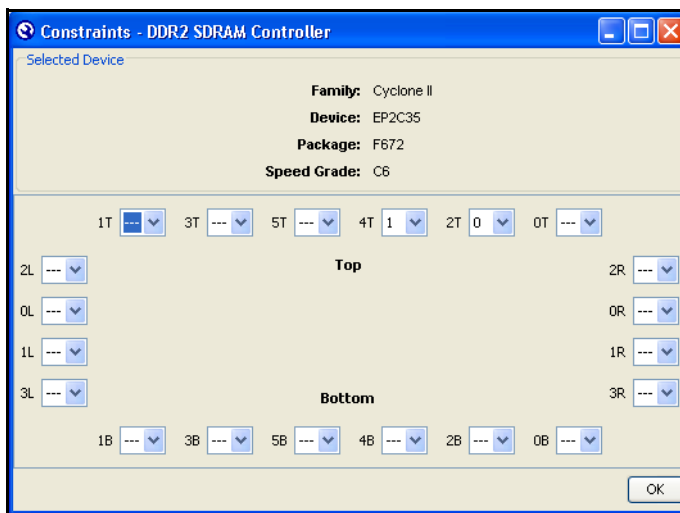 Constraints - DDR2 SDRAM Controller
Selected Device
Family: Cyclone II
Device: EP2C35
Package: F672
Speed Grade: C6
1T --- 3T --- 5T --- 4T 1 2T 0 0T ---
Top
2L --- 2R ---
0L --- 0R ---
1L --- 1R ---
3L --- 3R ---
Bottom
1B --- 3B --- 5B --- 4B --- 2B --- 0B ---
OK